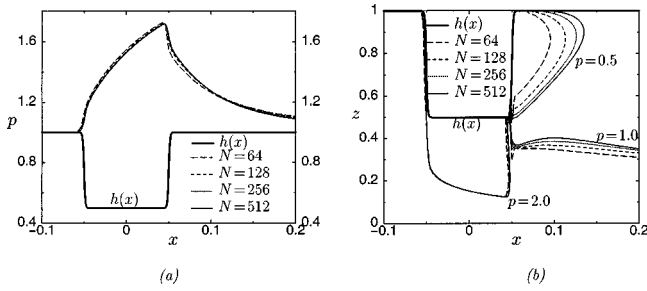 1.6
1.2
p
0.8
0.4
1.6
1.2
0.8
0.4
h(x)
N=64
N=128
N=256
N=512
h(x)
-0.1
0
0.1
0.2
x
(a)
1
0.8
z
0.6
0.4
0.2
0
h(x)
N=64
N=128
N=256
N=512
p=0.5
h(x)
p=1.0
p=2.0
-0.1
0
0.1
0.2
x
(b)